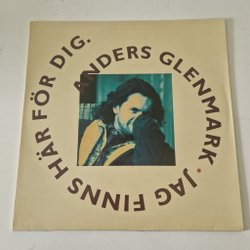 ANDERS GLENMARK · JAG FINNS HÄR FÖR DIG.